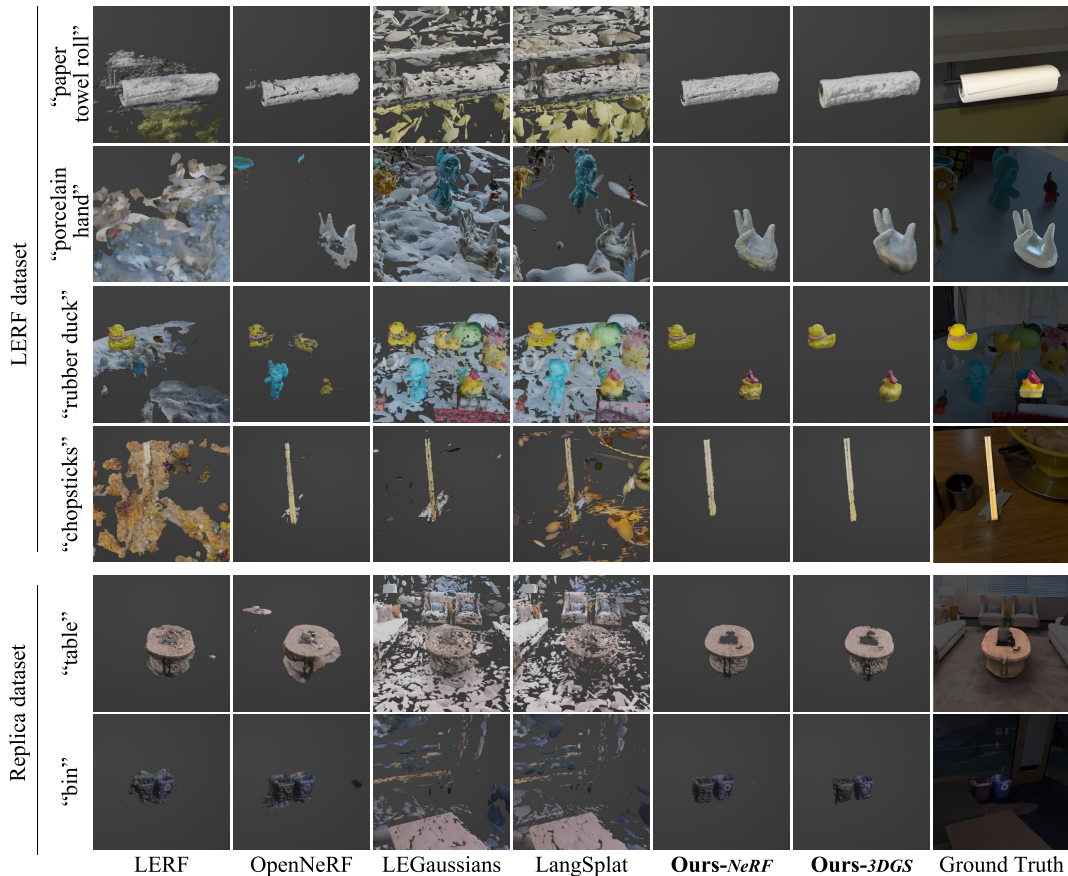 LERF dataset
“paper
towel roll”
“porcelain
hand”
“rubber duck”
“chopsticks”
Replica dataset
“table”
“bin”
LERF
OpenNeRF
LEGaussians
LangSplat
Ours-NeRF
Ours-3DGS
Ground Truth